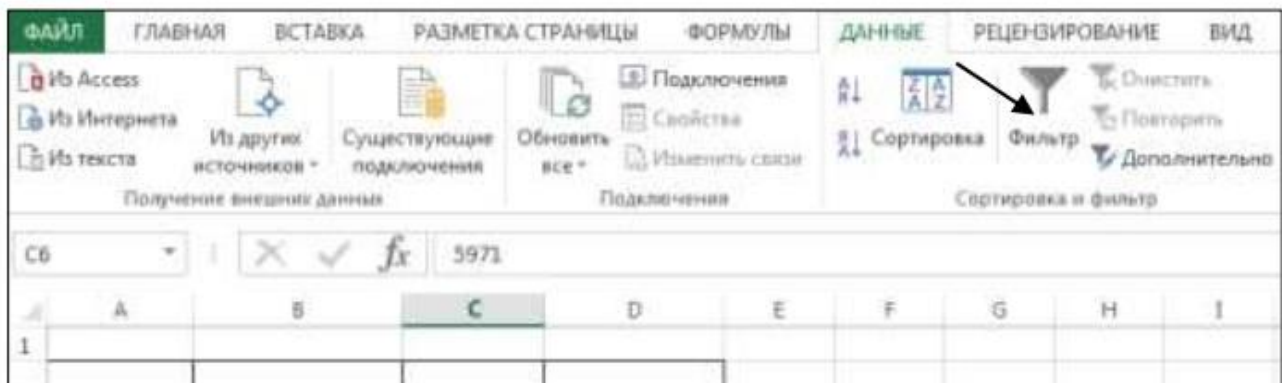 ФАЙЛ ГЛАВНАЯ ВСТАВКА РАЗМЕТКА СТРАНИЦЫ ФОРМУЛЫ ДАННЫЕ РЕЦЕНЗИРОВАНИЕ ВИД
Из Access
Из Интернета
Из текста
Из других
источников
Существующие
подключения
Получение внешних данных
Обновить
все
Подключения
Свойства
Изменить связи
Подключения
А
Я
Я
А
Z A
A Z
Сортировка
Фильтр
Очистить
Повторить
Дополнительно
Сортировка и фильтр
C6 fx 5971
A B C D E F G H I
1